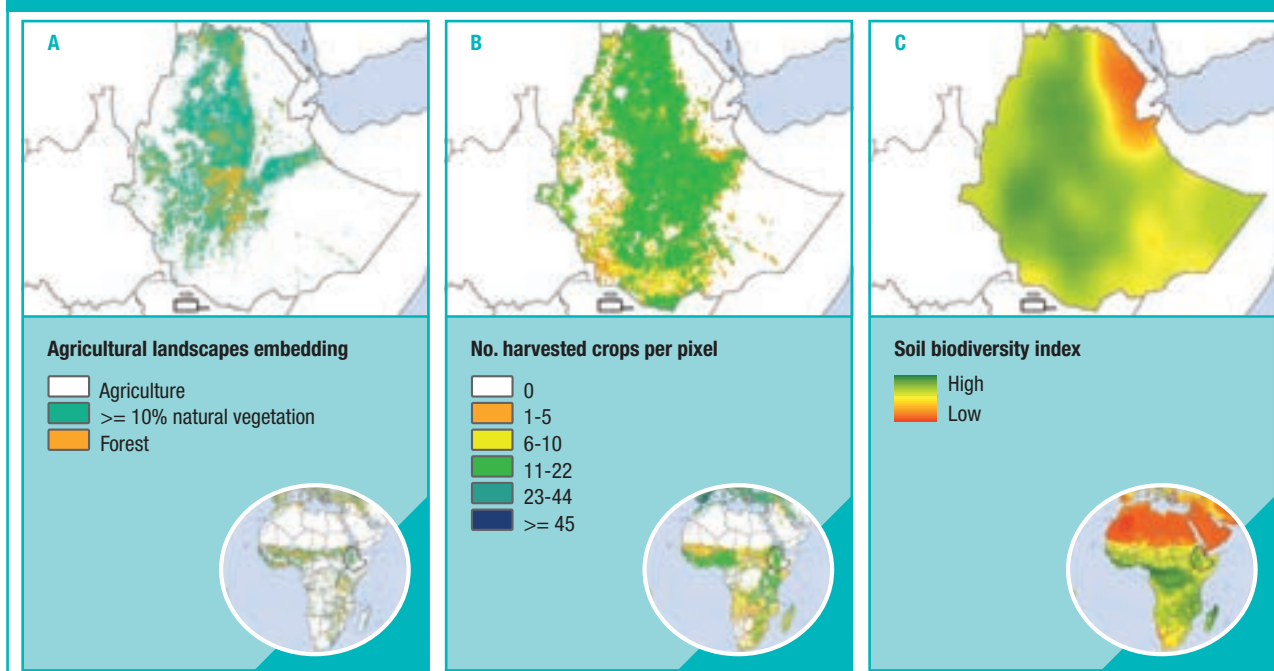 A
Agricultural landscapes embedding
Agriculture
>= 10% natural vegetation
Forest
B
No. harvested crops per pixel
0
1-5
6-10
11-22
23-44
>= 45
C
Soil biodiversity index
High
Low